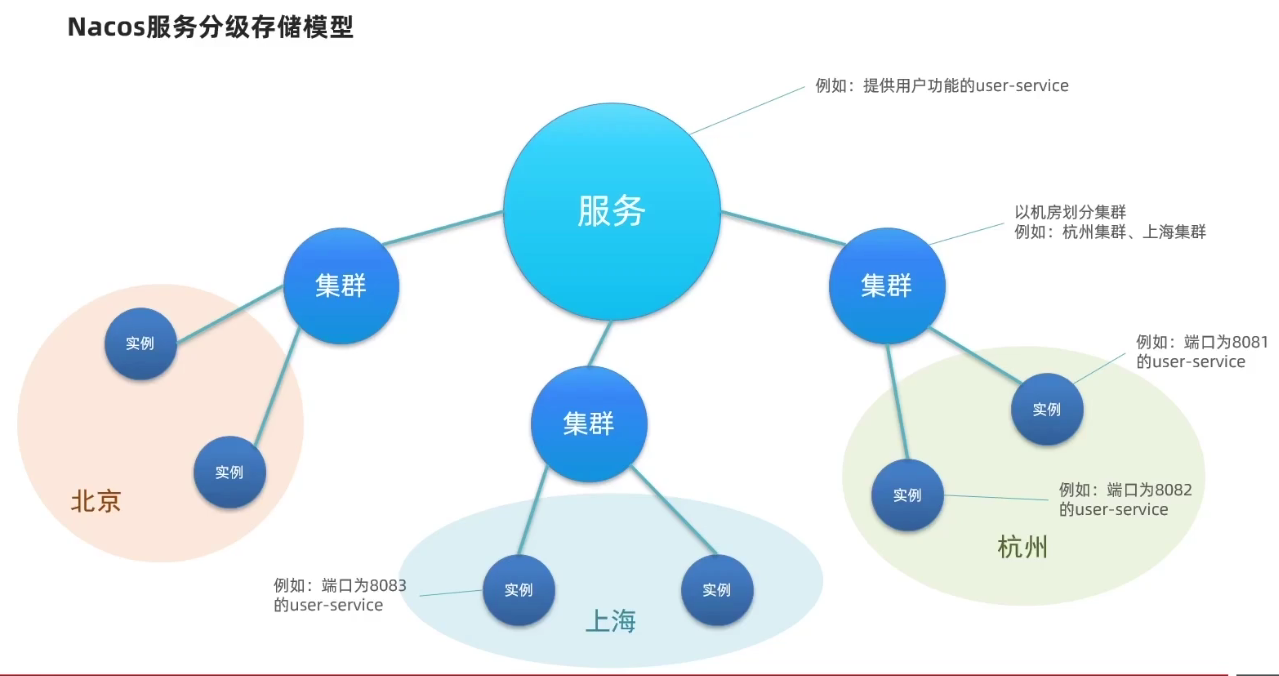 Nacos服务分级存储模型
例如：提供用户功能的user-service
服务
以机房划分集群
例如：杭州集群、上海集群
集群
集群
实例
例如：端口为8081
的user-service
实例
集群
实例
实例
例如：端口为8082
的user-service
实例
北京
杭州
例如：端口为8083
的user-service
实例
实例
上海